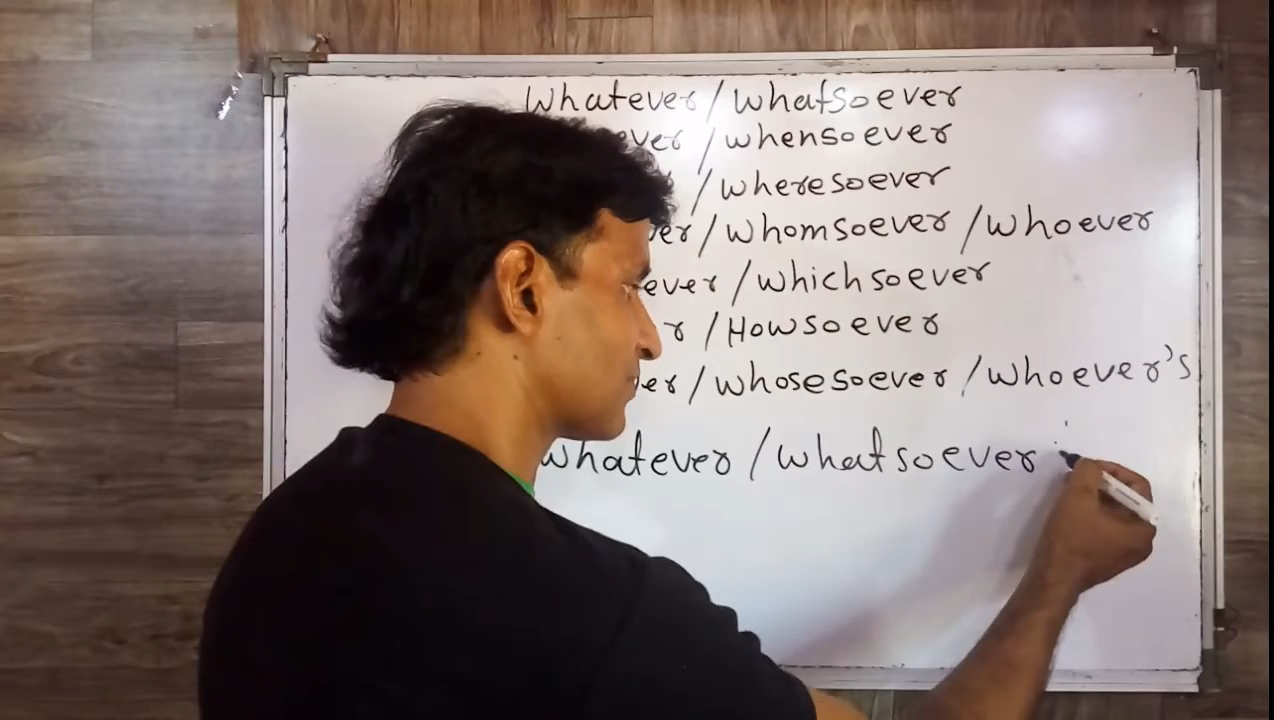 Whatever / Whatsoever
ever / whensoever
/ wheresoever
er / whomsoever / whoever
ever / whichsoever
r / Howsoever
er / whosesoever / whoever's
whatever / whatsoever